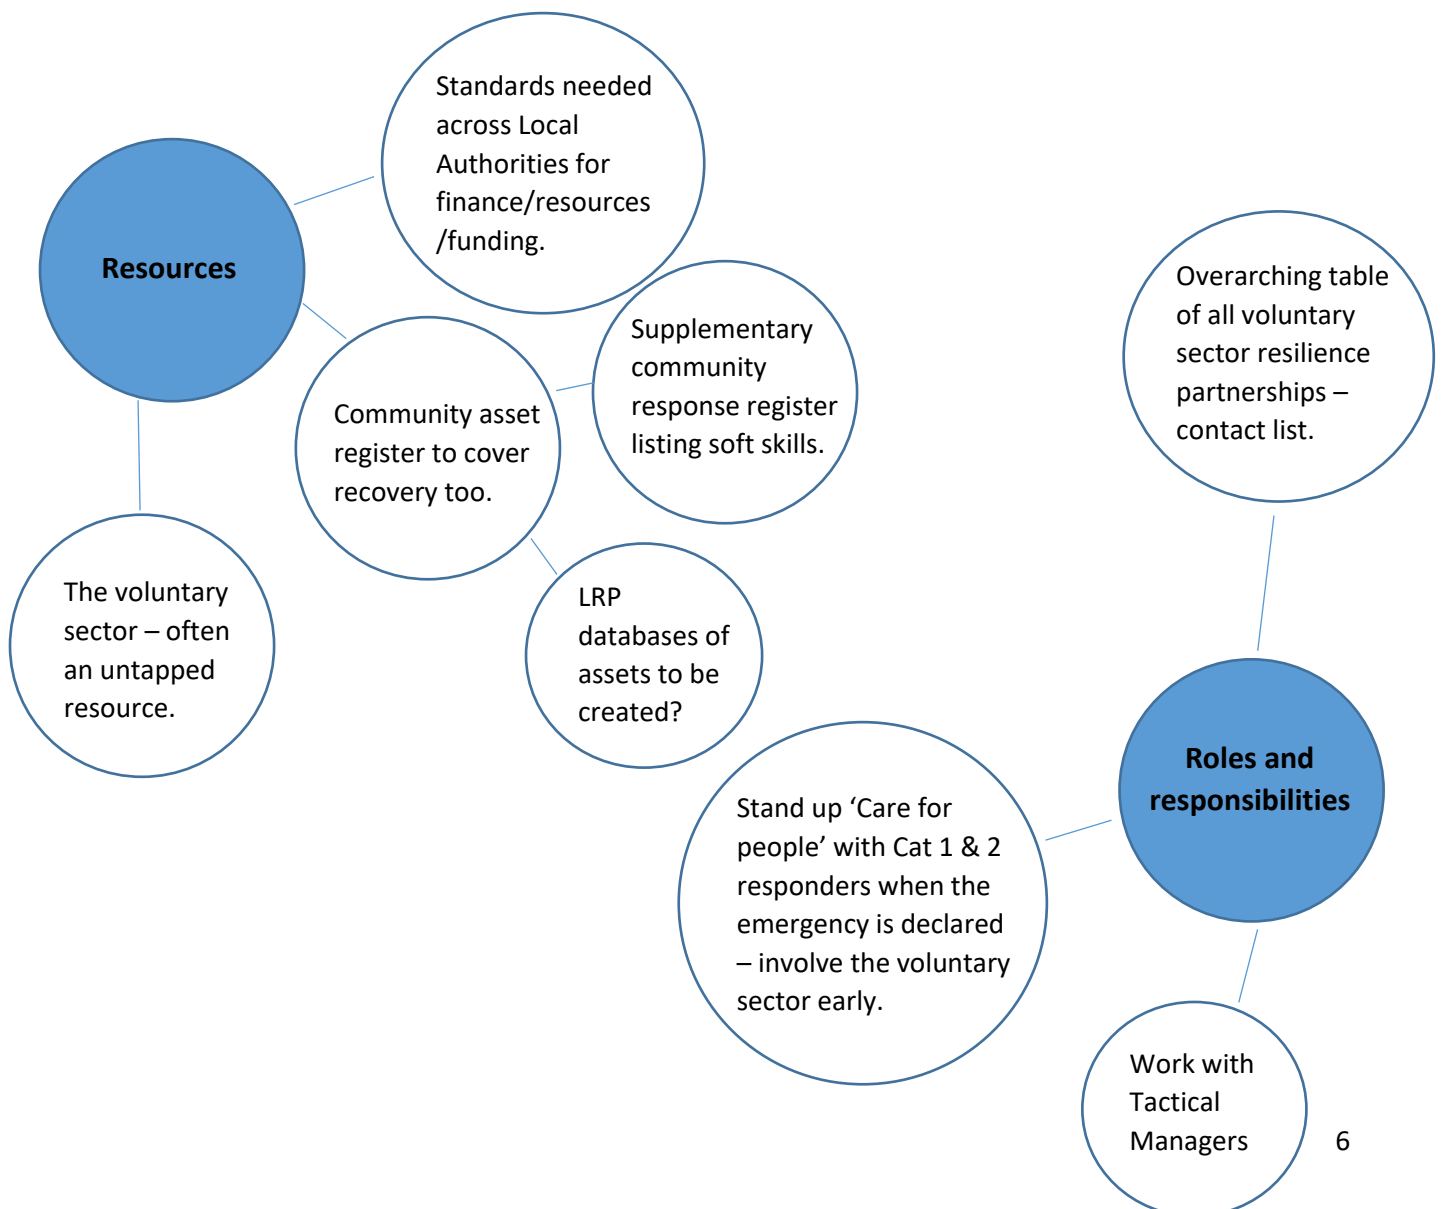 Standards needed
across Local
Authorities for
finance/resources
/funding.
Resources
Supplementary
community
response register
listing soft skills.
Community asset
register to cover
recovery too.
The voluntary
sector – often
an untapped
resource.
LRP
databases of
assets to be
created?
Overarching table
of all voluntary
sector resilience
partnerships –
contact list.
Roles and
responsibilities
Stand up ‘Care for
people’ with Cat 1 & 2
responders when the
emergency is declared
– involve the voluntary
sector early.
Work with
Tactical
Managers
6